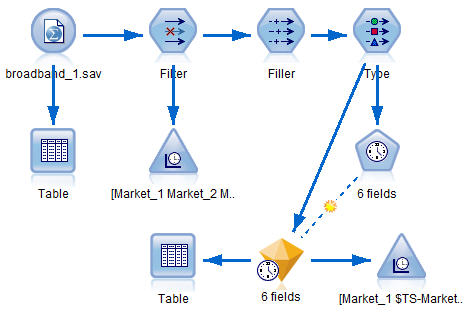 broadband_1.sav
Filter
Filler
Type
Table
[Market_1 Market_2 M..
6 fields
Table
6 fields
[Market_1 $TS-Market..